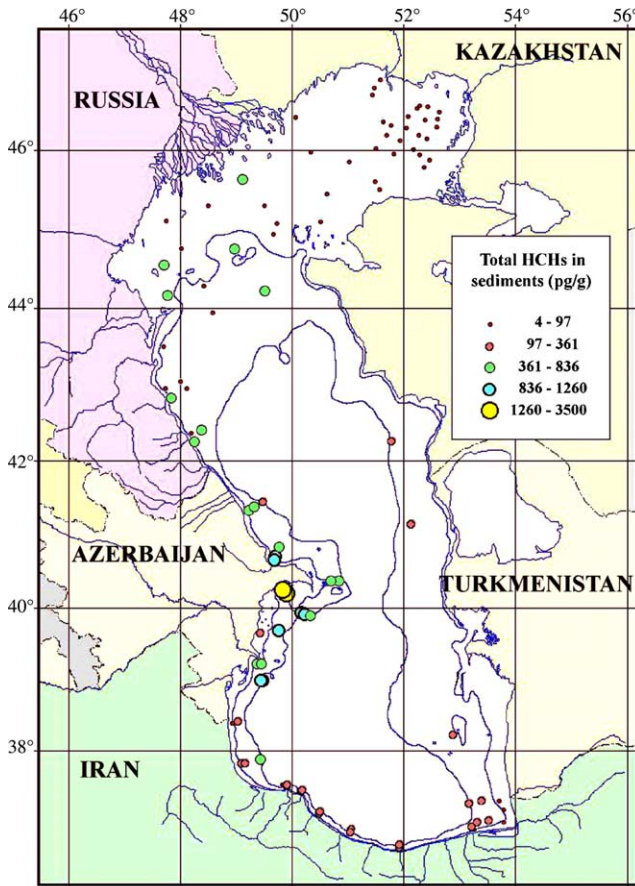 46° 48° 50° 52° 54° 56°
KAZAKHSTAN
RUSSIA
46°
Total HCHs in
sediments (pg/g)
4 - 97
97 - 361
361 - 836
836 - 1260
1260 - 3500
44°
42°
AZERBAIJAN
TURKMENISTAN
40°
38°
IRAN